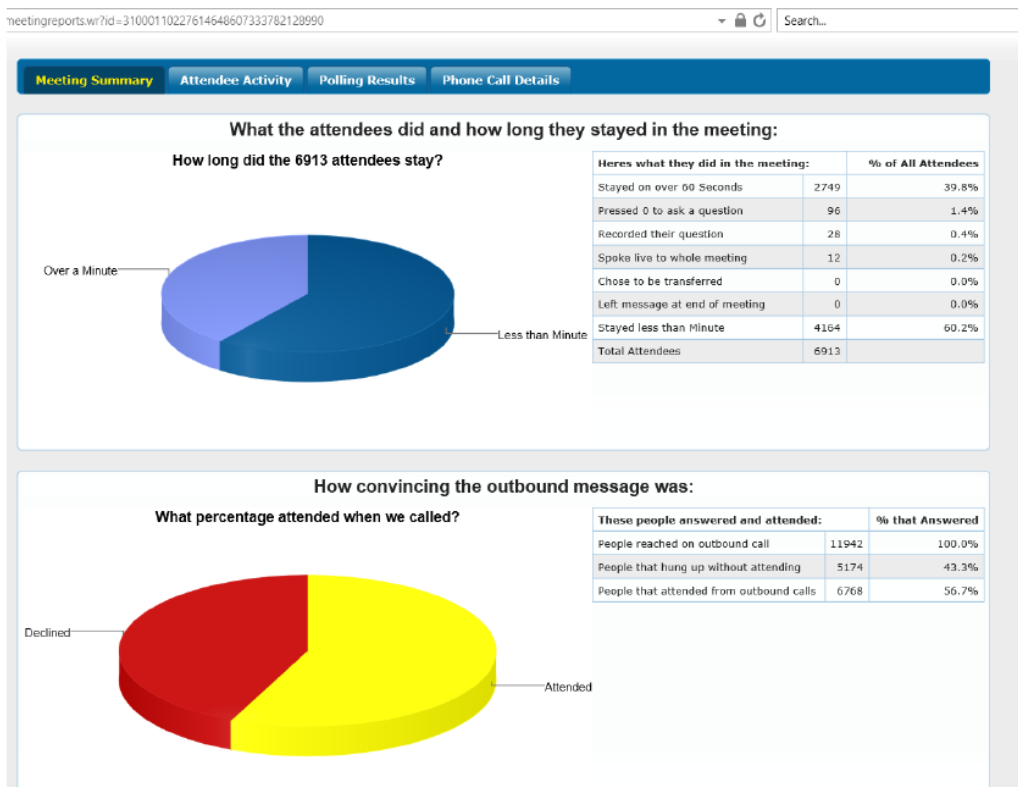 meetingreports.wr?id=3100011022761464860733378212899​0 Search...
Meeting Summary Attendee Activity Polling Results Phone Call Details
What the attendees did and how long they stayed in the meeting:
How long did the 6913 attendees stay?
Over a Minute
Less than Minute
Heres what they did in the meeting: % of All Attendees
Stayed on over 60 Seconds 2749 39.8%
Pressed 0 to ask a question 96 1.4%
Recorded their question 28 0.4%
Spoke live to whole meeting 12 0.2%
Chose to be transferred 0 0.0%
Left message at end of meeting 0 0.0%
Stayed less than Minute 4164 60.2%
Total Attendees 6913
How convincing the outbound message was:
What percentage attended when we called?
Declined
Attended
These people answered and attended: % that Answered
People reached on outbound call 11942 100.0%
People that hung up without attending 5174 43.3%
People that attended from outbound calls 6768 56.7%